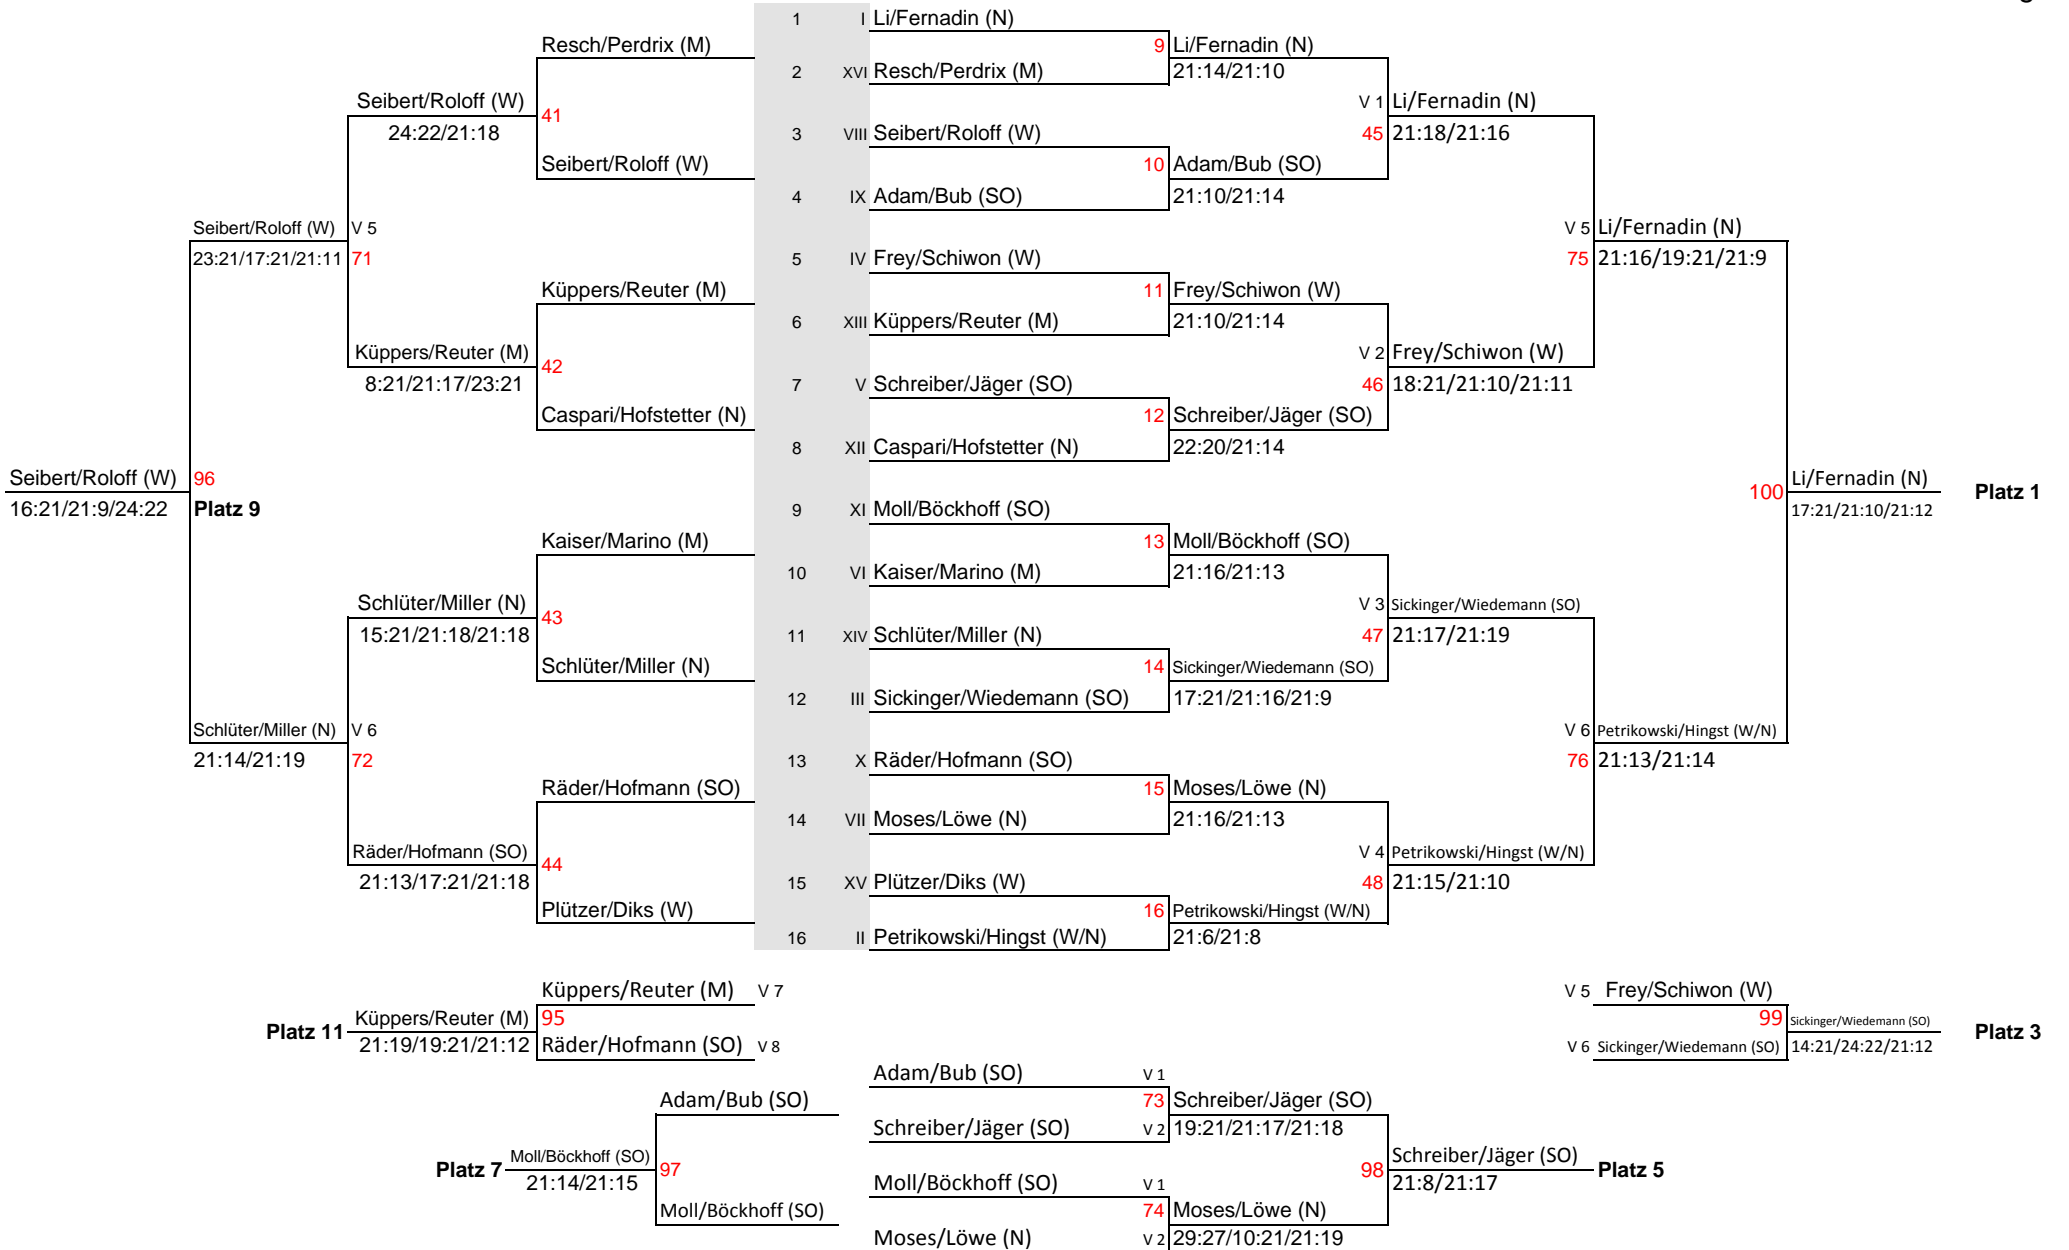 g
1 I Li/Fernadin (N)
Resch/Perdrix (M) 9 Li/Fernadin (N)
2 XVI Resch/Perdrix (M) 21:14/21:10
Seibert/Roloff (W) 41 V 1 Li/Fernadin (N)
24:22/21:18 3 VIII Seibert/Roloff (W) 45 21:18/21:16
Seibert/Roloff (W) 10 Adam/Bub (SO)
4 IX Adam/Bub (SO) 21:10/21:14
Seibert/Roloff (W) V 5 V 5 Li/Fernadin (N)
23:21/17:21/21:11 71 5 IV Frey/Schiwon (W) 75 21:16/19:21/21:9
Küppers/Reuter (M) 11 Frey/Schiwon (W)
6 XIII Küppers/Reuter (M) 21:10/21:14
Küppers/Reuter (M) 42 V 2 Frey/Schiwon (W)
8:21/21:17/23:21 7 V Schreiber/Jäger (SO) 46 18:21/21:10/21:11
Caspari/Hofstetter (N) 12 Schreiber/Jäger (SO)
8 XII Caspari/Hofstetter (N) 22:20/21:14
Seibert/Roloff (W) 96 100 Li/Fernadin (N) Platz 1
16:21/21:9/24:22 Platz 9 9 XI Moll/Böckhoff (SO) 17:21/21:10/21:12
Kaiser/Marino (M) 13 Moll/Böckhoff (SO)
10 VI Kaiser/Marino (M) 21:16/21:13
Schlüter/Miller (N) 43 V 3 Sickinger/Wiedemann (SO)
15:21/21:18/21:18 11 XIV Schlüter/Miller (N) 47 21:17/21:19
Schlüter/Miller (N) 14 Sickinger/Wiedemann (SO)
12 III Sickinger/Wiedemann (SO) 17:21/21:16/21:9
Schlüter/Miller (N) V 6 V 6 Petrikowski/Hingst (W/N)
21:14/21:19 72 13 X Räder/Hofmann (SO) 76 21:13/21:14
Räder/Hofmann (SO) 15 Moses/Löwe (N)
14 VII Moses/Löwe (N) 21:16/21:13
Räder/Hofmann (SO) 44 V 4 Petrikowski/Hingst (W/N)
21:13/17:21/21:18 15 XV Plützer/Diks (W) 48 21:15/21:10
Plützer/Diks (W) 16 Petrikowski/Hingst (W/N)
16 II Petrikowski/Hingst (W/N) 21:6/21:8
Küppers/Reuter (M) V 7 V 5 Frey/Schiwon (W)
Platz 11 Küppers/Reuter (M) 95 99 Sickinger/Wiedemann (SO) Platz 3
21:19/19:21/21:12 Räder/Hofmann (SO) V 8 V 6 Sickinger/Wiedemann (SO) 14:21/24:22/21:12
Adam/Bub (SO) V 1
Adam/Bub (SO) 73 Schreiber/Jäger (SO)
Schreiber/Jäger (SO) V 2 19:21/21:17/21:18
Platz 7 Moll/Böckhoff (SO) 97 98 Schreiber/Jäger (SO) Platz 5
21:14/21:15 Moll/Böckhoff (SO) V 1 21:8/21:17
Moll/Böckhoff (SO) 74 Moses/Löwe (N)
Moses/Löwe (N) V 2 29:27/10:21/21:19